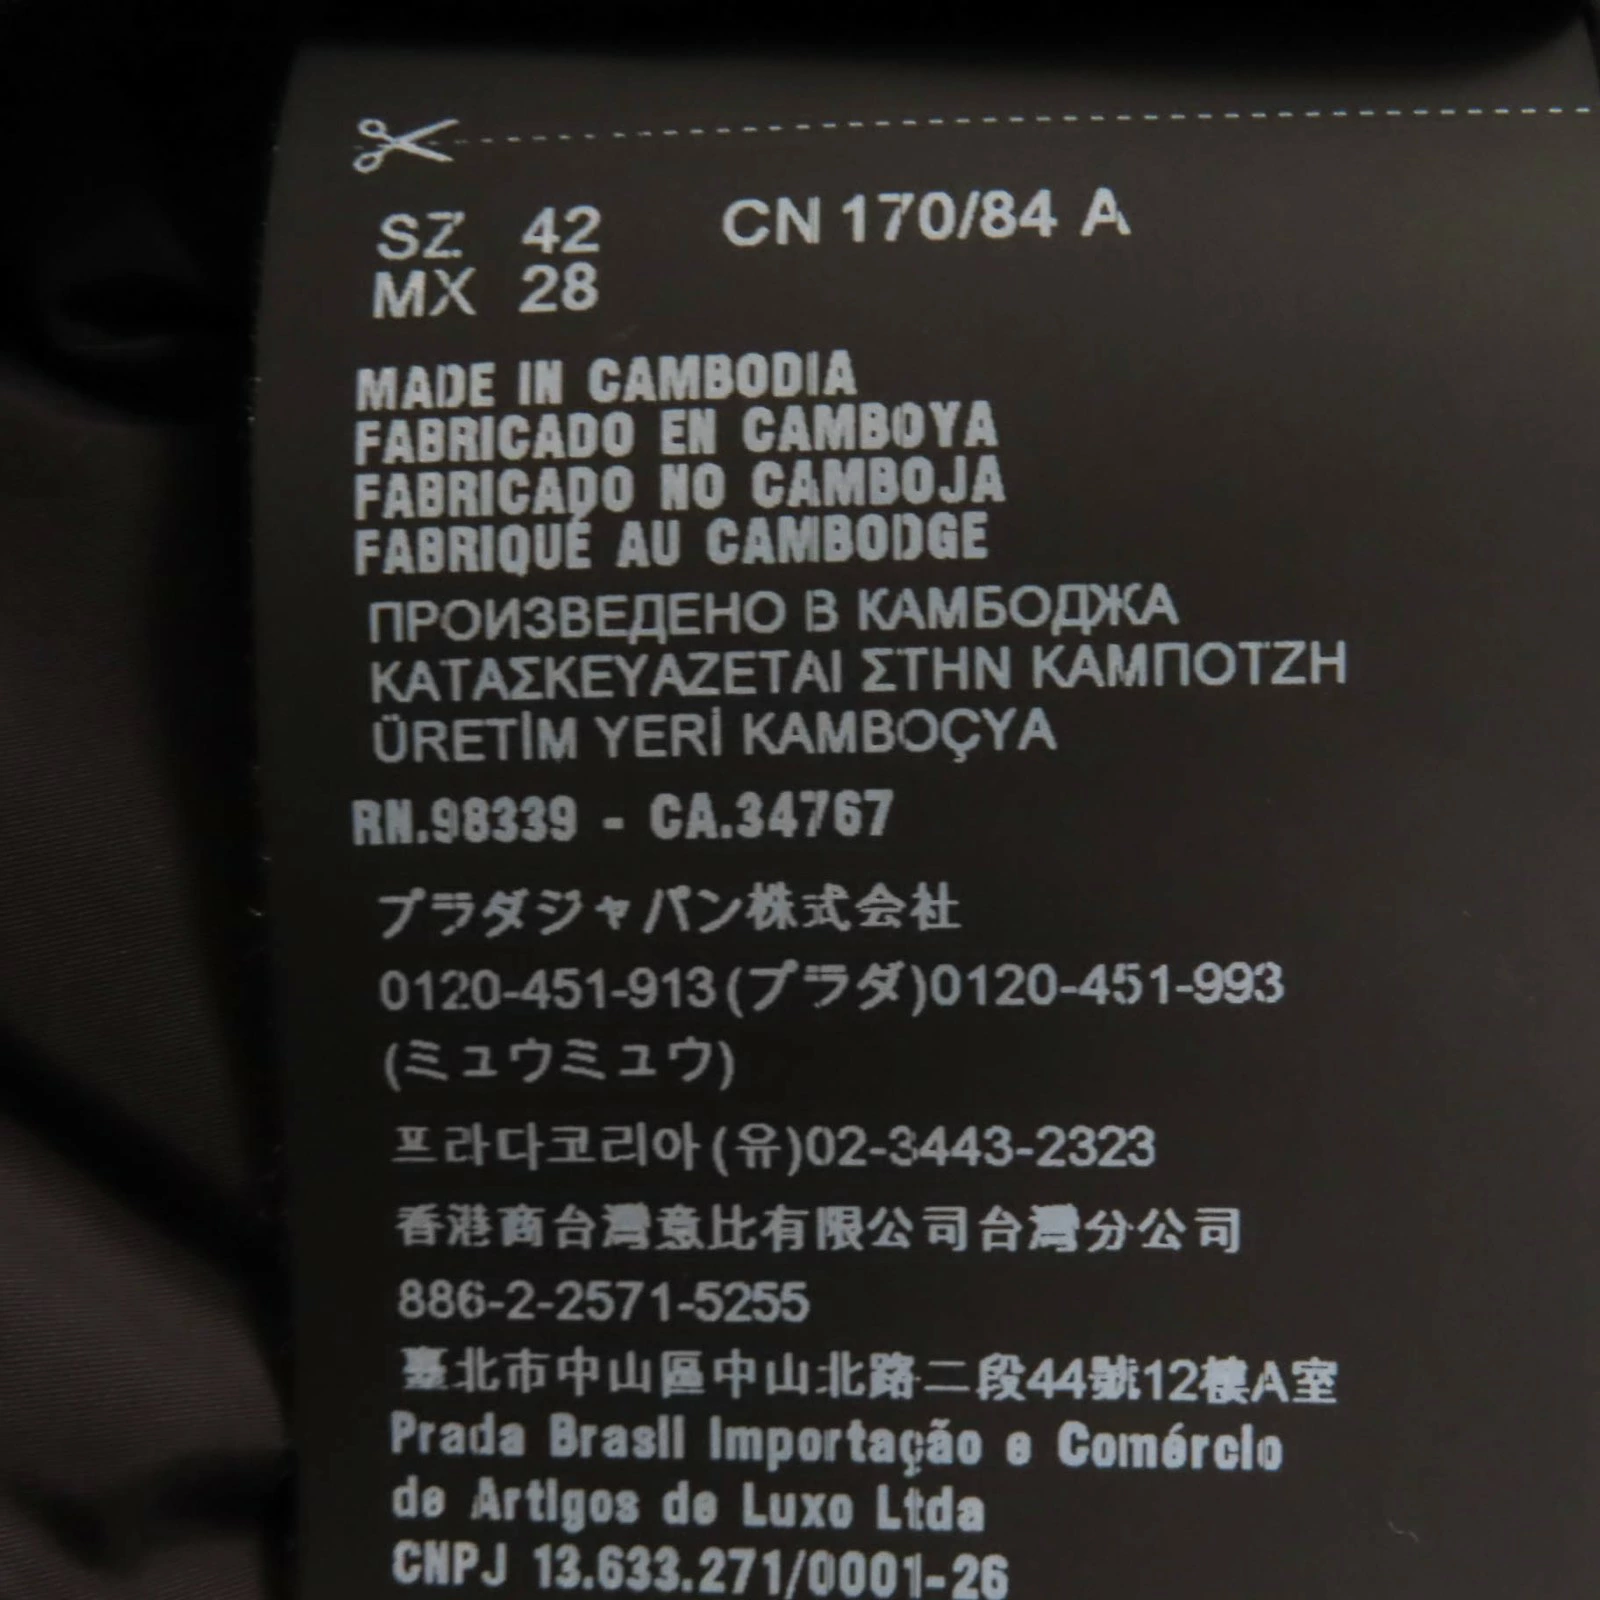 SZ 42 CN 170/84 A
MX 28
MADE IN CAMBODIA
FABRICADO EN CAMBOYA
FABRICADO NO CAMBOJA
FABRIQUÉ AU CAMBODGE
ПРОИЗВЕДЕНО В КАМБОДЖА
ΚΑΤΑΣΚΕΥΑΖΕΤΑΙ ΣΤΗΝ ΚΑΜΠΟΤΖΗ
ÜRETİM YERİ KAMBOÇYA
RN.98339 - CA.34767
プラダジャパン株式会社
0120-451-913(プラダ)0120-451-993
(ミュウミュウ)
프라다코리아(유)02-3443-2323
香港商台灣意比有限公司台灣分公司
886-2-2571-5255
臺北市中山區中山北路二段44號12樓A室
Prada Brasil Importação e Comércio
de Artigos de Luxo Ltda
CNPJ 13.633.271/0001-26